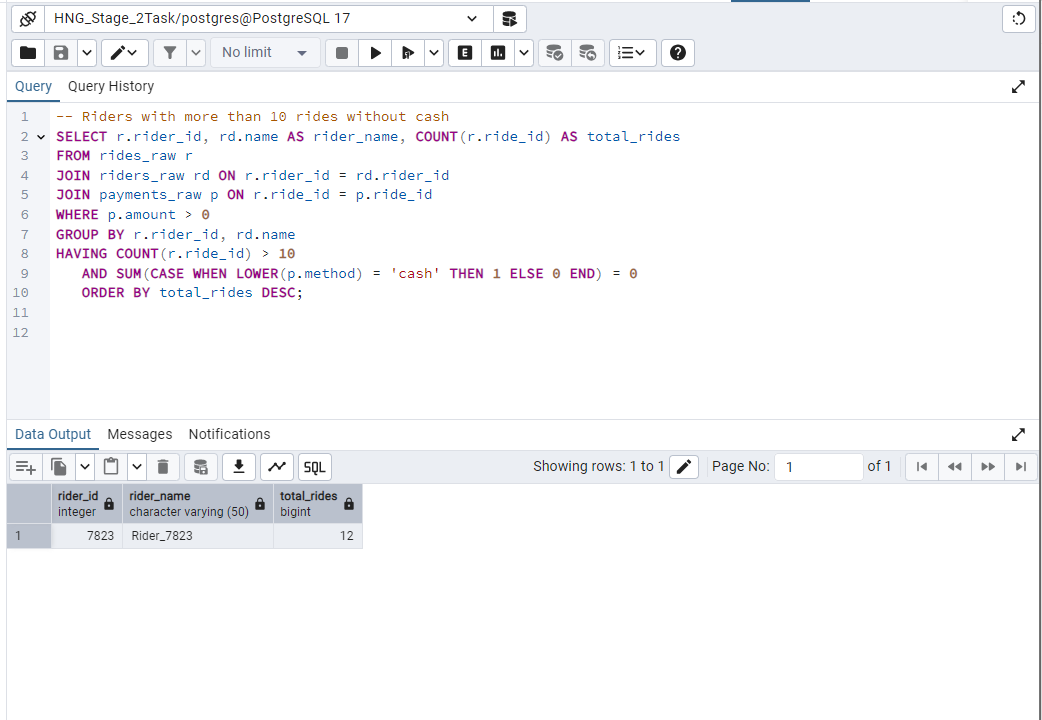 HNG_Stage_2Task/postgres@PostgreSQL 17
No limit
E
Query Query History
1 -- Riders with more than 10 rides without cash
2 SELECT r.rider_id, rd.name AS rider_name, COUNT(r.ride_id) AS total_rides
3 FROM rides_raw r
4 JOIN riders_raw rd ON r.rider_id = rd.rider_id
5 JOIN payments_raw p ON r.ride_id = p.ride_id
6 WHERE p.amount > 0
7 GROUP BY r.rider_id, rd.name
8 HAVING COUNT(r.ride_id) > 10
9 AND SUM(CASE WHEN LOWER(p.method) = 'cash' THEN 1 ELSE 0 END) = 0
10 ORDER BY total_rides DESC;
11
12
Data Output Messages Notifications
SQL Showing rows: 1 to 1 Page No: 1 of 1
rider_id rider_name total_rides
integer character varying (50) bigint
1 7823 Rider_7823 12